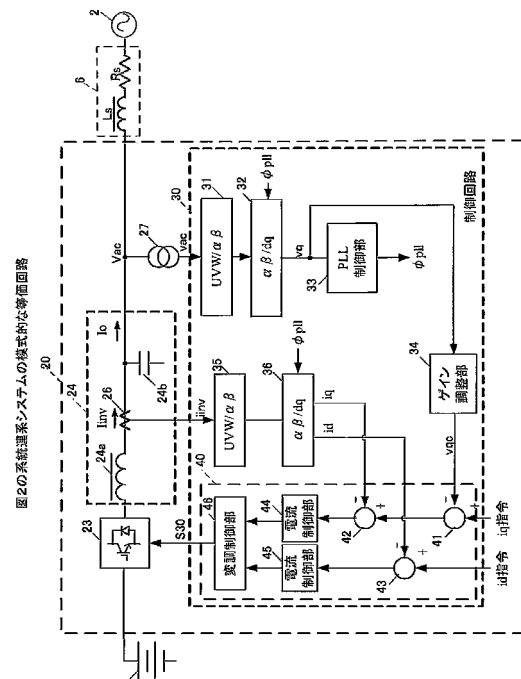 図2の系統連系システムの模式的な等価回路
20
24
24a
Iinv
26
Io
24b
23
Vac
27
vac
6
Ls
Rs
2
30
31
UVW/αβ
32
αβ/dq
φpll
vq
33
PLL
制御部
φpll
制御回路
34
ゲイン
調整部
vqc
iinv
35
UVW/αβ
36
αβ/dq
φpll
iq
id
40
S30
46
変調制御部
45
電流
制御部
44
電流
制御部
43
42
41
+
-
+
-
+
-
id指令
iq指令